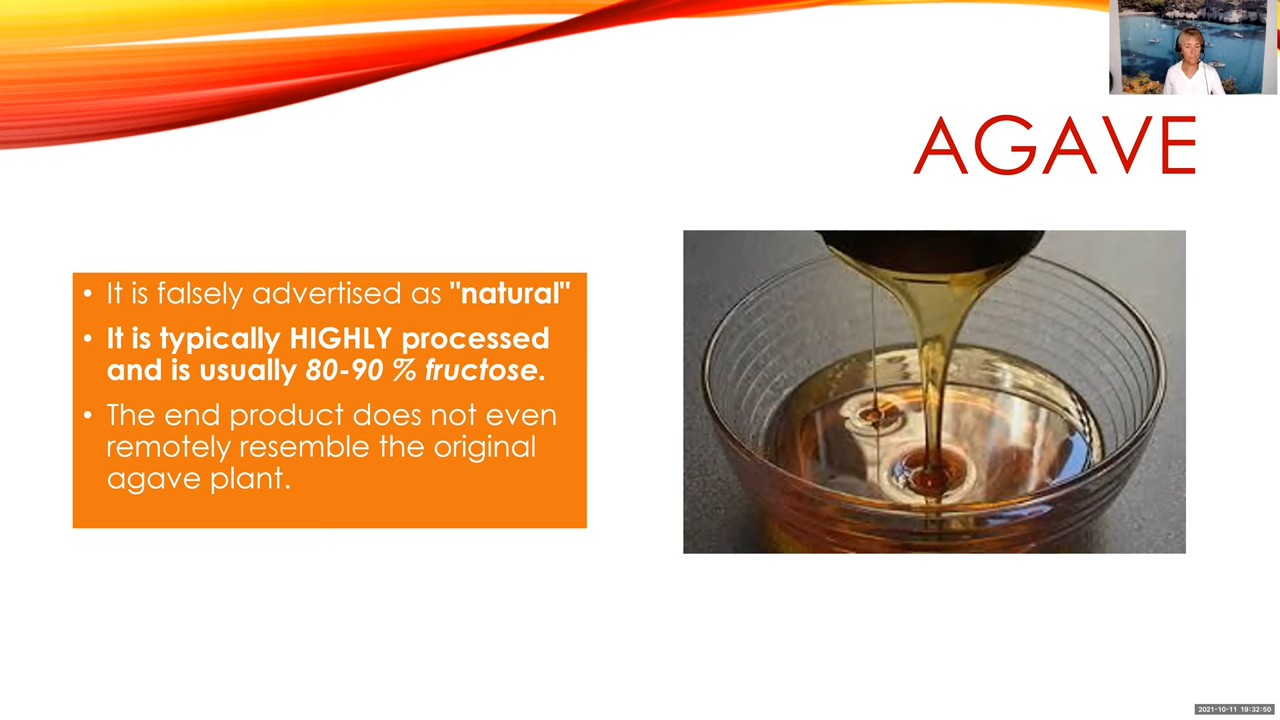 AGAVE
• It is falsely advertised as "natural"
• It is typically HIGHLY processed
and is usually 80-90 % fructose.
• The end product does not even
remotely resemble the original
agave plant.
2021-10-11 19:32:50